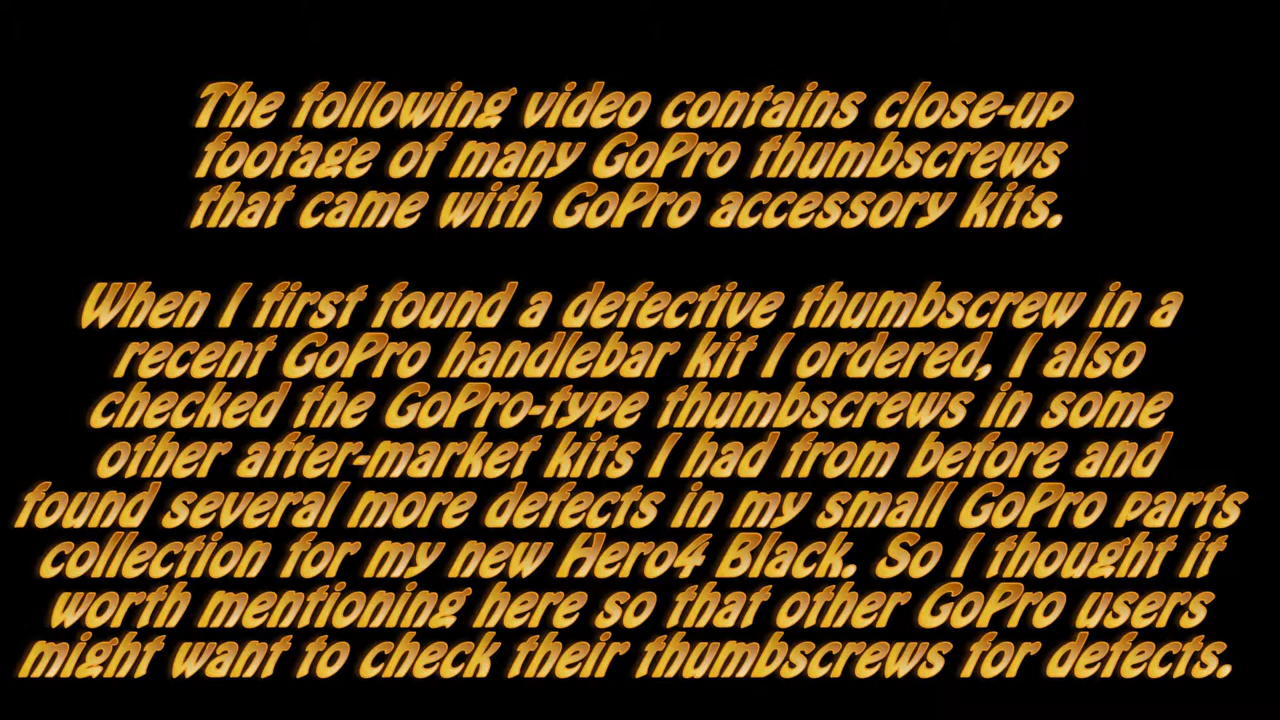 The following video contains close-up
footage of many GoPro thumbscrews
that came with GoPro accessory kits.
When I first found a defective thumbscrew in a
recent GoPro handlebar kit I ordered, I also
checked the GoPro-type thumbscrews in some
other after-market kits I had from before and
found several more defects in my small GoPro parts
collection for my new Hero4 Black. So I thought it
worth mentioning here so that other GoPro users
might want to check their thumbscrews for defects.